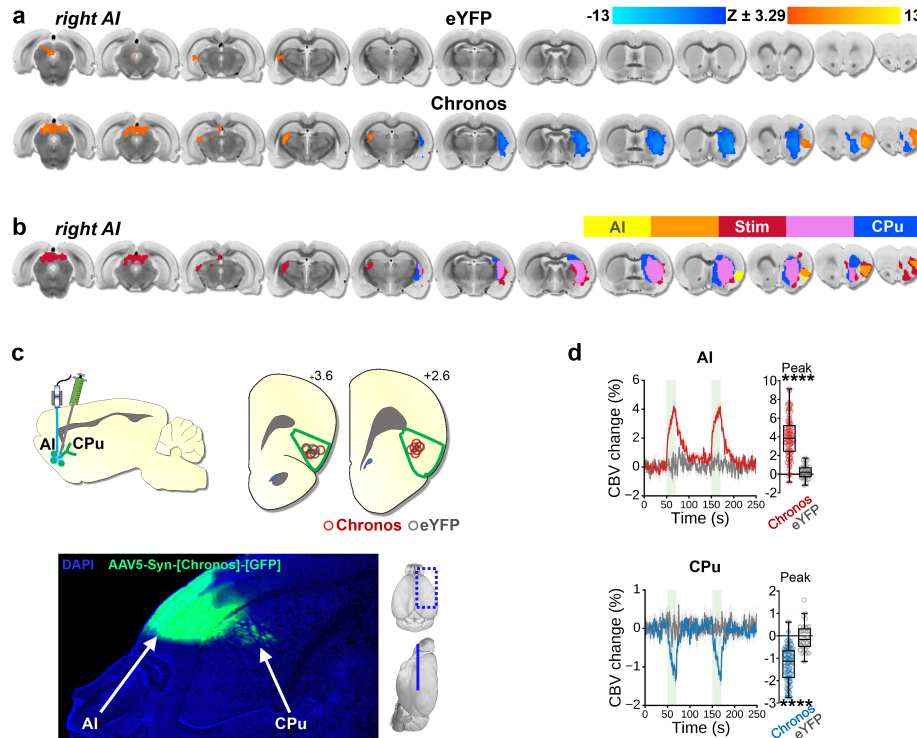 a
right AI
eYFP
-13 Z ± 3.29 13
Chronos
b
right AI
AI Stim CPu
c
AI
CPu
+3.6
+2.6
Chronos eYFP
DAPI AAV5-Syn-[Chronos]-[GFP]
AI
CPu
d
AI
CBV change (%)
6
4
2
0
−2
0 50 100 150 200 250
Time (s)
Peak
****
10
8
6
4
2
0
-2
Chronos
eYFP
CPu
CBV change (%)
1
0
−1
−2
0 50 100 150 200 250
Time (s)
Peak
2
1
0
-1
-2
-3
****
Chronos
eYFP